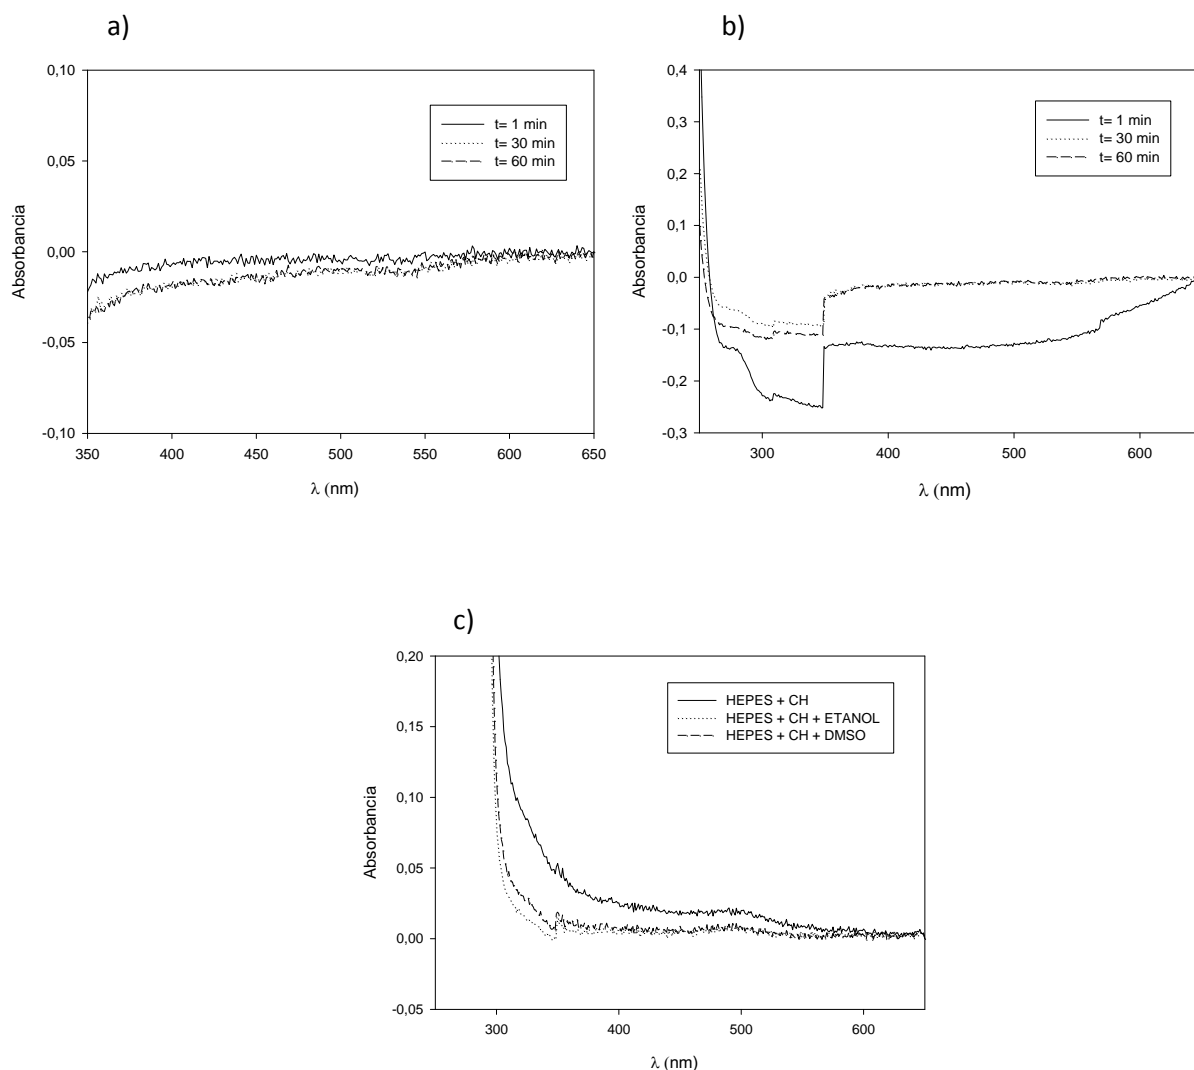 a)
0,10
0,05
0,00
-0,05
-0,10
Absorbancia
t= 1 min
t= 30 min
t= 60 min
350 400 450 500 550 600 650
λ (nm)
b)
0,4
0,3
0,2
0,1
0,0
-0,1
-0,2
-0,3
Absorbancia
t= 1 min
t= 30 min
t= 60 min
300 400 500 600
λ (nm)
c)
0,20
0,15
0,10
0,05
0,00
-0,05
Absorbancia
HEPES + CH
HEPES + CH + ETANOL
HEPES + CH + DMSO
300 400 500 600
λ (nm)